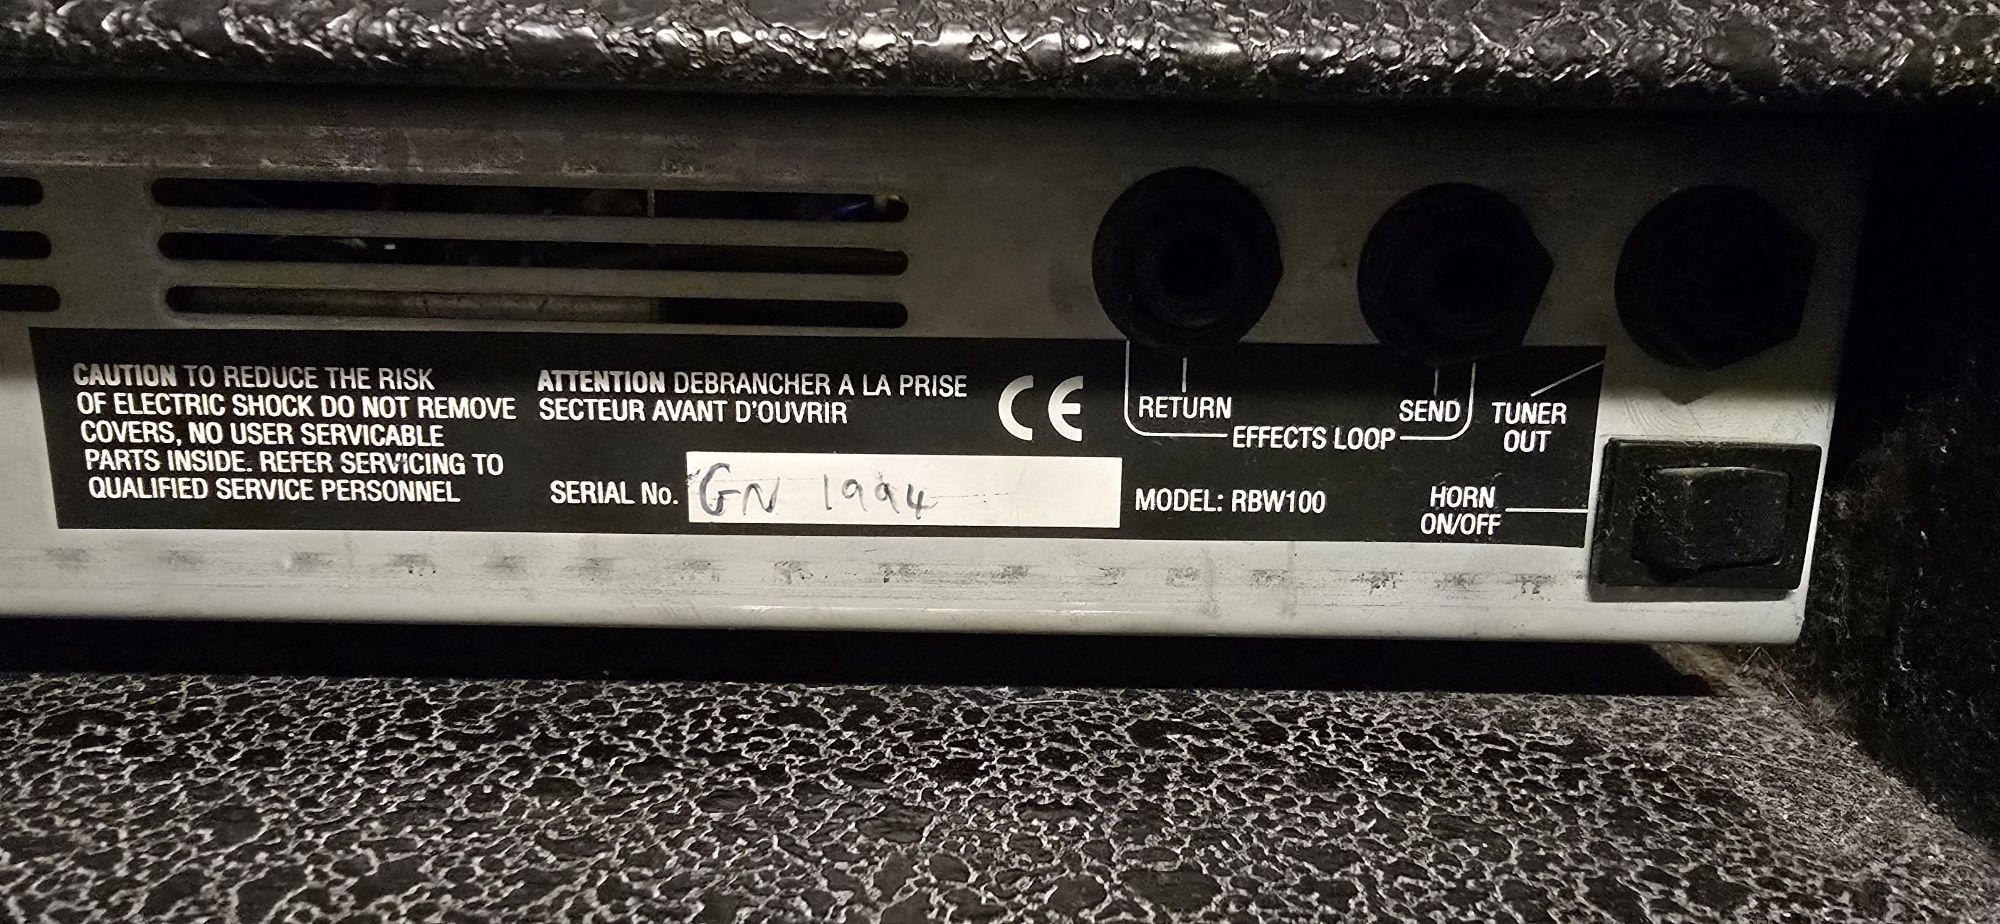 CAUTION TO REDUCE THE RISK
OF ELECTRIC SHOCK DO NOT REMOVE
COVERS, NO USER SERVICABLE
PARTS INSIDE. REFER SERVICING TO
QUALIFIED SERVICE PERSONNEL
ATTENTION DEBRANCHER A LA PRISE
SECTEUR AVANT D'OUVRIR
CE
SERIAL No. GN 1994
MODEL: RBW100
RETURN
SEND
EFFECTS LOOP
TUNER
OUT
HORN
ON/OFF